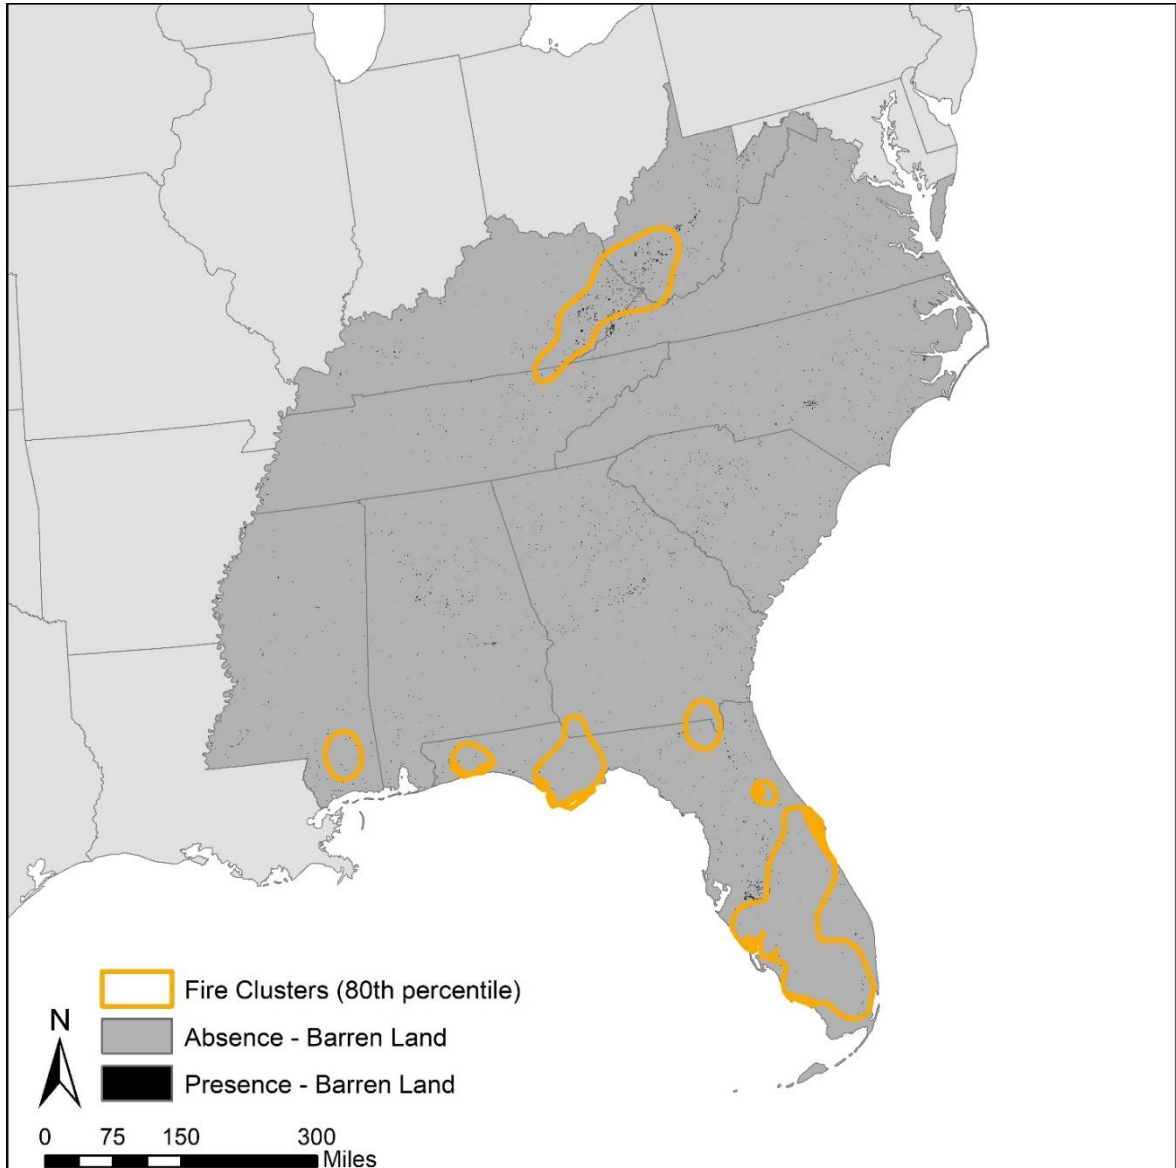 Fire Clusters (80th percentile)
N
Absence - Barren Land
Presence - Barren Land
0 75 150 300
Miles